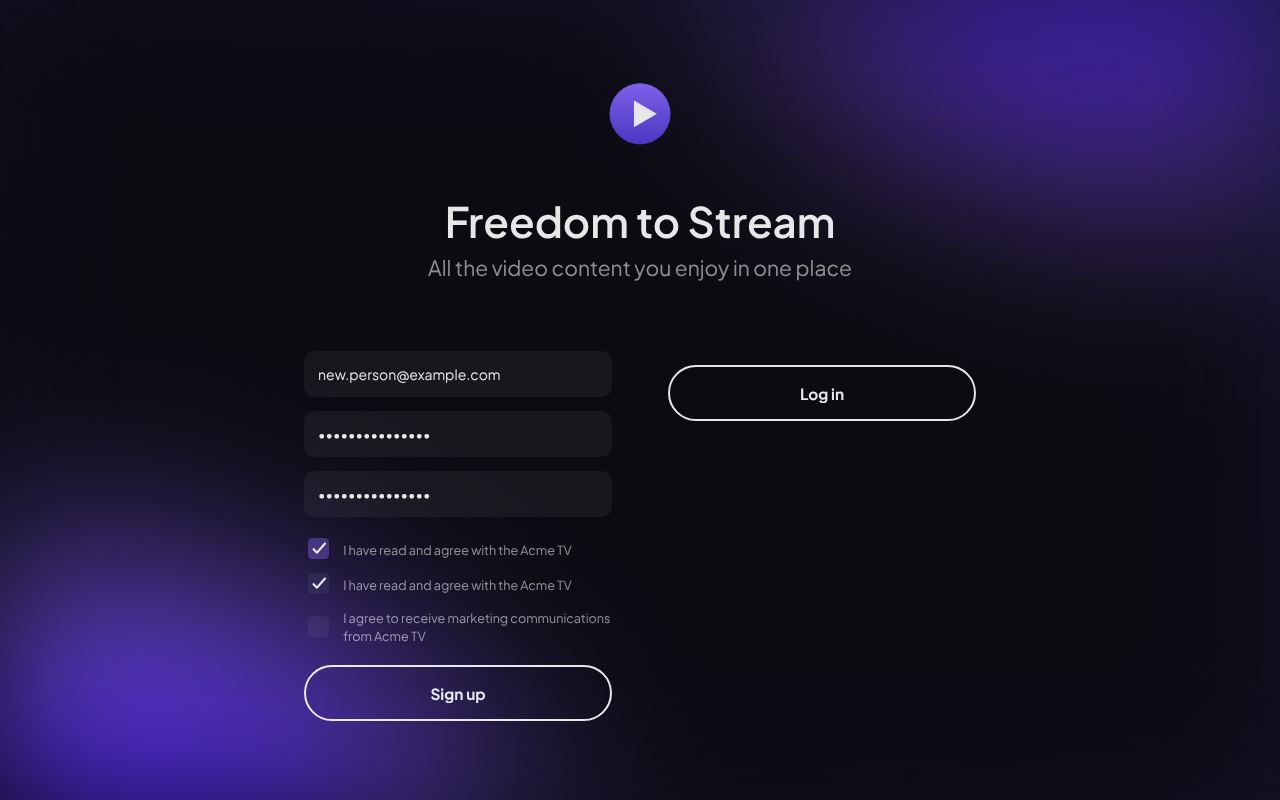 Freedom to Stream
All the video content you enjoy in one place
new.person@example.com
•••••••••••••••
•••••••••••••••
I have read and agree with the Acme TV
I have read and agree with the Acme TV
I agree to receive marketing communications
from Acme TV
Sign up
Log in